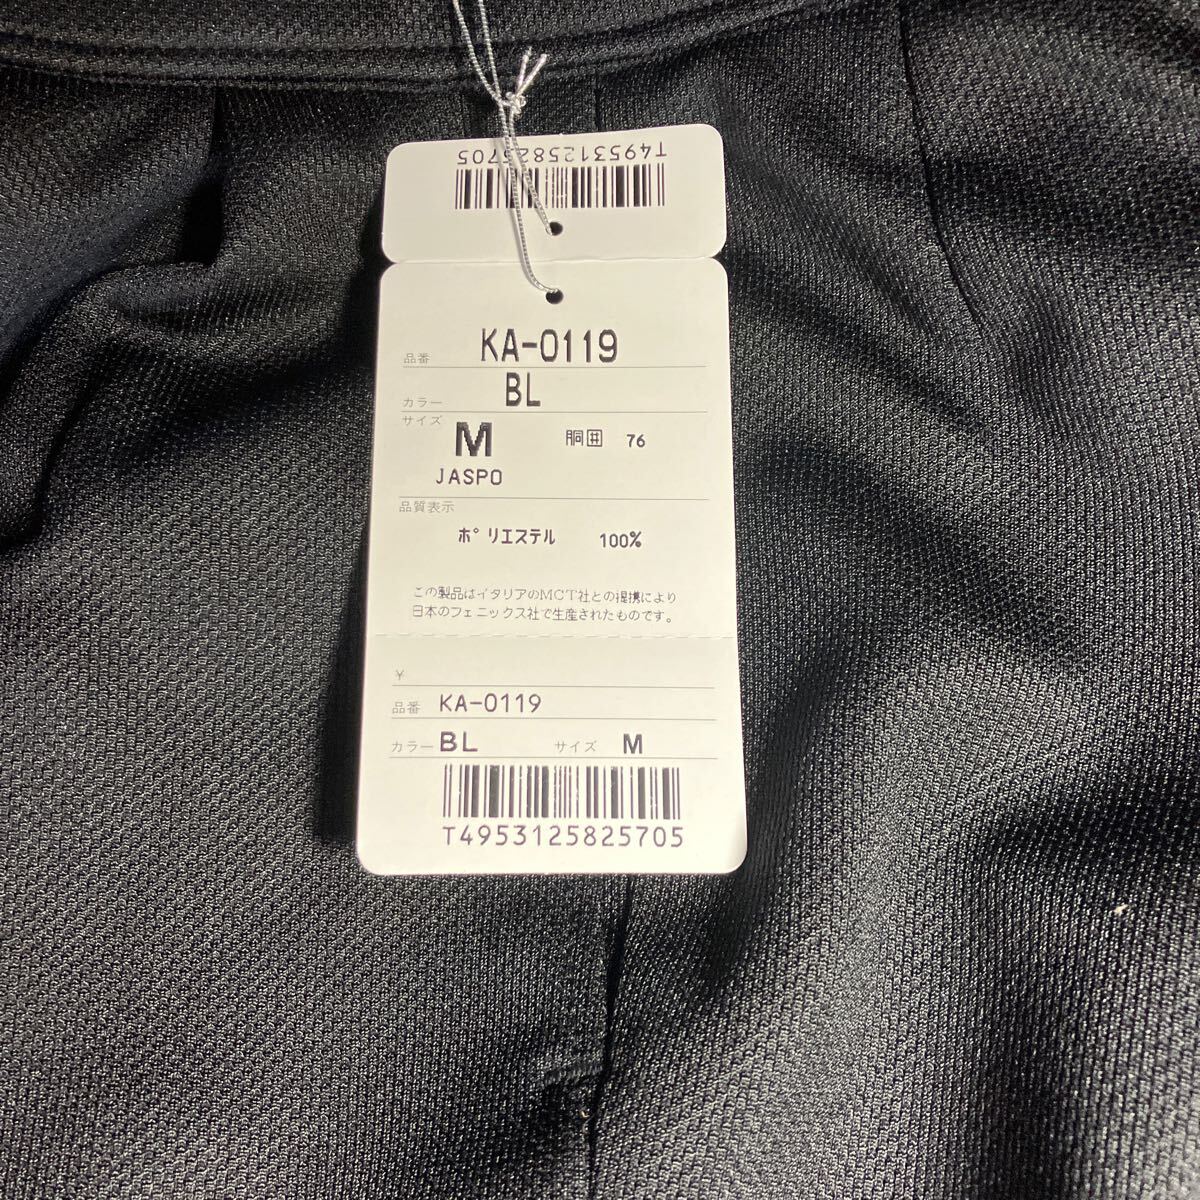 T4953125825705
品番 KA-0119
カラー BL
サイズ M 胴囲 76
JASPO
品質表示
ポリエステル 100%
この製品はイタリアのMCT社との提携により
日本のフェニックス社で生産されたものです。
¥
品番 KA-0119
カラー BL サイズ M
T4953125825705